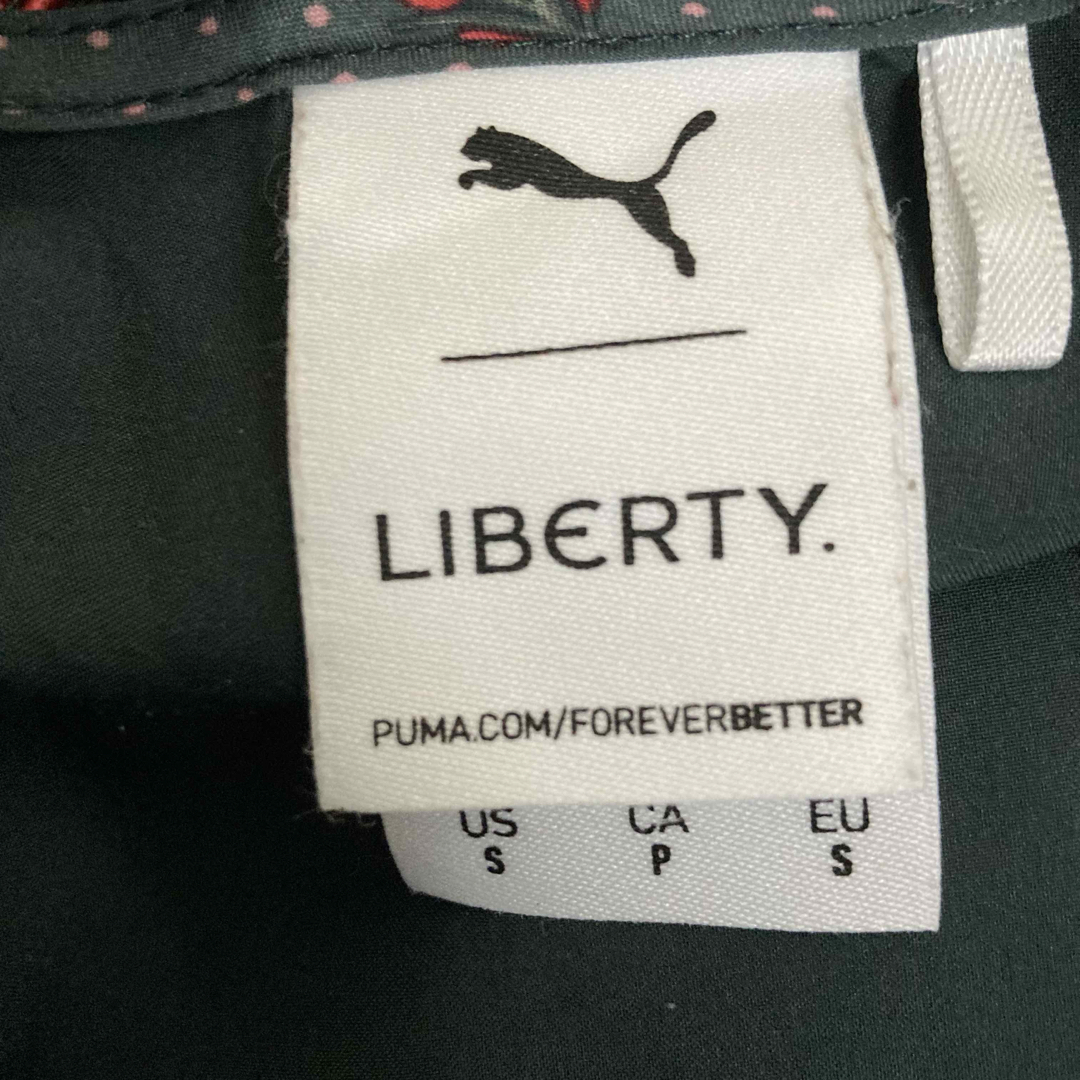 LIBERTY.
PUMA.COM/FOREVERBETTER
US CA EU
S P S